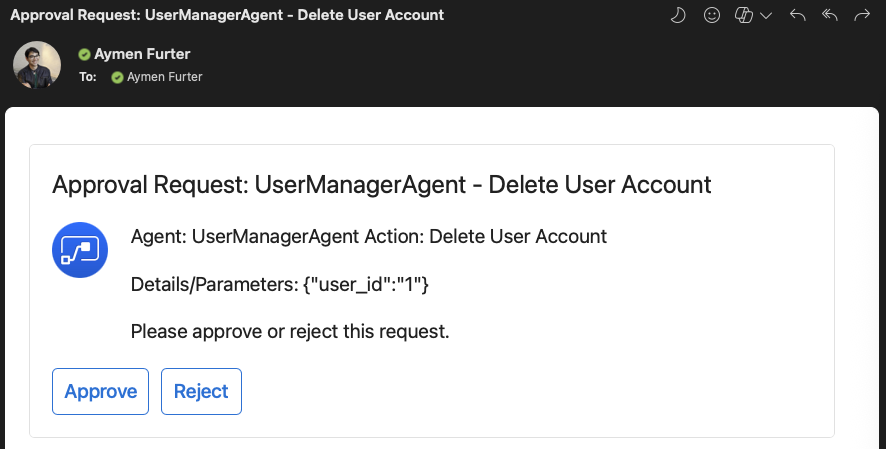 Approval Request: UserManagerAgent - Delete User Account
Aymen Furter
To: Aymen Furter
Approval Request: UserManagerAgent - Delete User Account
Agent: UserManagerAgent Action: Delete User Account
Details/Parameters: {"user_id":"1"}
Please approve or reject this request.
Approve Reject